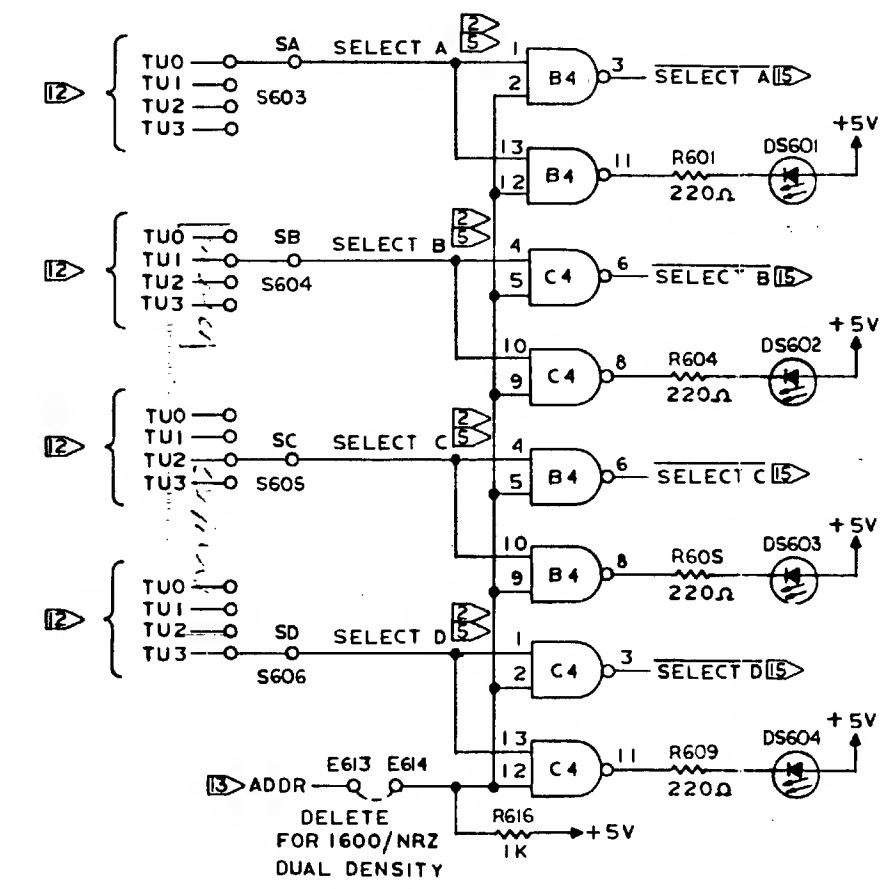 12
TU0
TU1
TU2
TU3
SA
S603
SELECT A
2
5
1
2
B4
3
SELECT A 15
13
12
B4
11
R601
220Ω
DS601
+5V
12
TU0
TU1
TU2
TU3
SB
S604
SELECT B
2
5
4
5
C4
6
SELEC B 15
10
9
C4
8
R604
220Ω
DS602
+5V
12
TU0
TU1
TU2
TU3
SC
S605
SELECT C
2
5
4
5
B4
6
SELECT C 15
10
9
B4
8
R605
220Ω
DS603
+5V
12
TU0
TU1
TU2
TU3
SD
S606
SELECT D
2
5
1
2
C4
3
SELECT D 15
13
12
C4
11
R609
220Ω
DS604
+5V
13 ADDR
E613 E614
DELETE
FOR 1600/NRZ
DUAL DENSITY
R616
1K
+5V